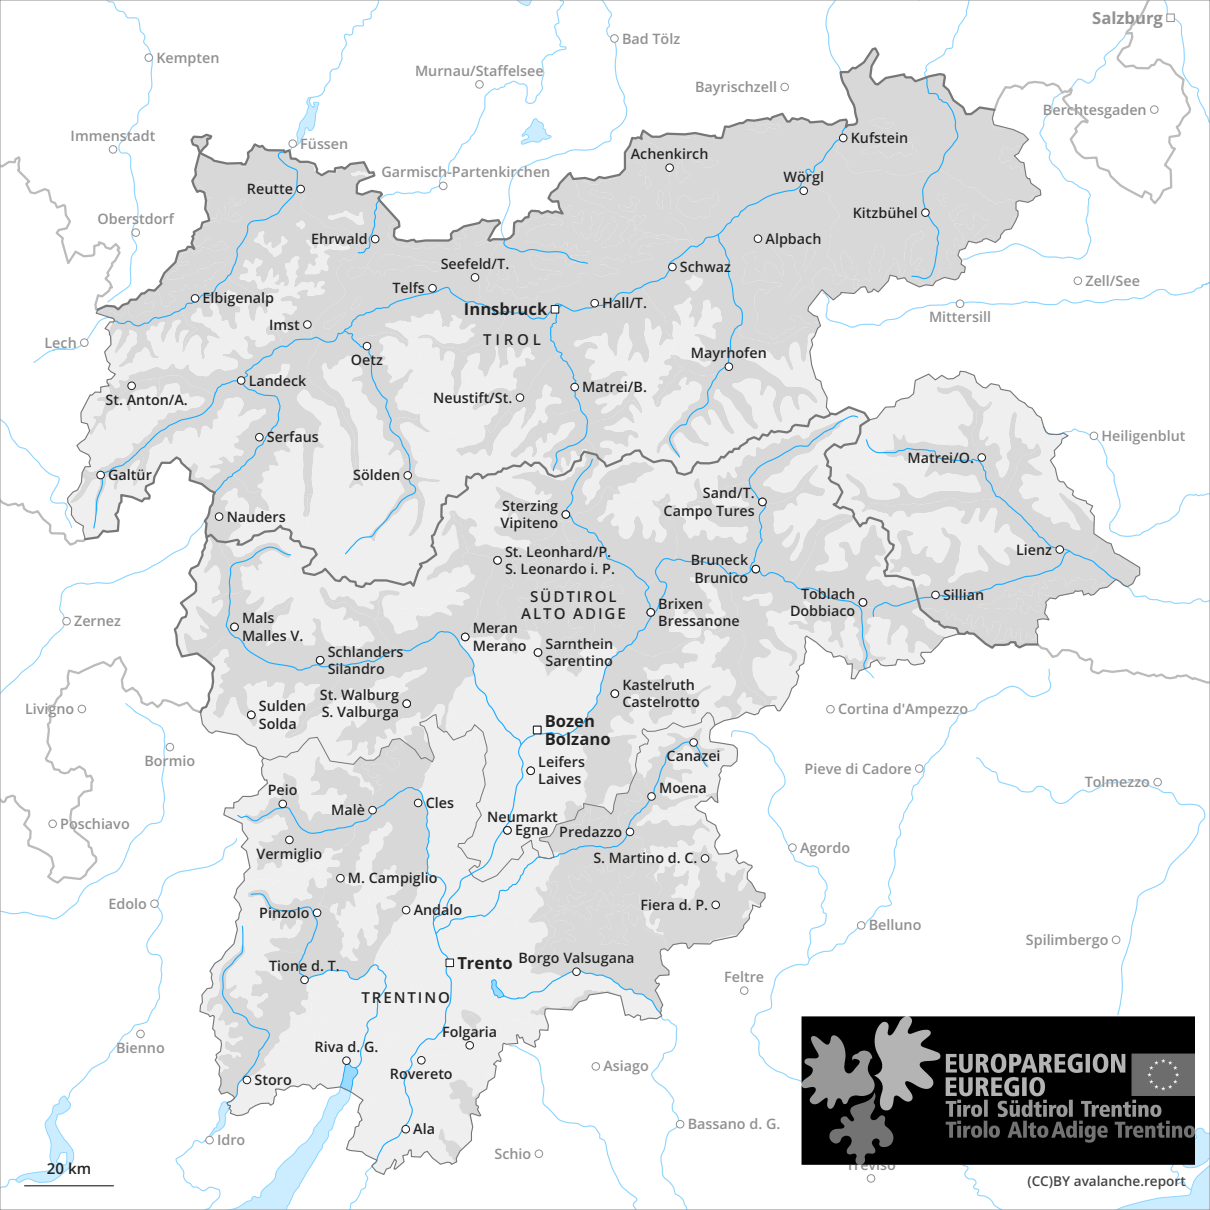 Salzburg
Bad Tölz
Kempten
Murnau/Staffelsee
Bayrischzell
Berchtesgaden
Immenstadt
Füssen
Kufstein
Achenkirch
Garmisch-Partenkirchen
Wörgl
Reutte
Oberstdorf
Kitzbühel
Ehrwald
Alpbach
Seefeld/T.
Schwaz
Zell/See
Telfs
Elbigenalp
Hall/T.
Innsbruck
Mittersill
Imst
TIROL
Lech
Mayrhofen
Oetz
Landeck
Matrei/B.
St. Anton/A.
Neustift/St.
Serfaus
Heiligenblut
Matrei/O.
Galtür
Sölden
Sand/T.
Campo Tures
Sterzing
Vipiteno
Nauders
Lienz
St. Leonhard/P.
S. Leonardo i. P.
Bruneck
Brunico
SÜDTIROL
ALTO ADIGE
Toblach
Dobbiaco
Sillian
Brixen
Bressanone
Zernez
Mals
Malles V.
Meran
Merano
Sarnthein
Sarentino
Schlanders
Silandro
Kastelruth
Castelrotto
St. Walburg
S. Valburga
Sulden
Solda
Livigno
Cortina d'Ampezzo
Bozen
Bolzano
Bormio
Canazei
Leifers
Laives
Pieve di Cadore
Tolmezzo
Peio
Moena
Malè
Cles
Neumarkt
Egna
Poschiavo
Predazzo
Vermiglio
Agordo
S. Martino d. C.
M. Campiglio
Edolo
Pinzolo
Andalo
Fiera d. P.
Belluno
Spilimbergo
Tione d. T.
Trento
Borgo Valsugana
Feltre
TRENTINO
Folgaria
Bienno
Riva d. G.
Rovereto
Asiago
Storo
EUROPAREGION
EUREGIO
Tirol Südtirol Trentino
Tirolo Alto Adige Trentino
Ala
Bassano d. G.
Idro
Schio
Treviso
20 km
(CC)BY avalanche.report